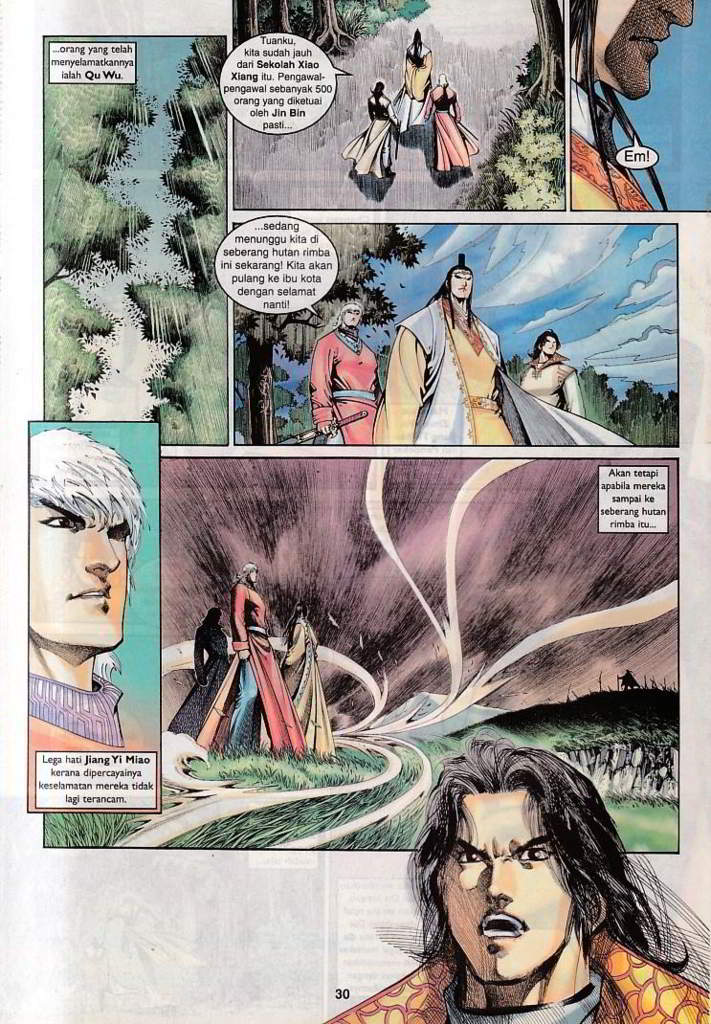 ...orang yang telah
menyelamatkannya
ialah Qu Wu.
Tuanku,
kita sudah jauh
dari Sekolah Xiao
Xiang itu. Pengawal-
pengawal sebanyak 500
orang yang diketuai
oleh Jin Bin
pasti...
Em!
...sedang
menunggu kita di
seberang hutan rimba
ini sekarang! Kita akan
pulang ke ibu kota
dengan selamat
nanti!
Lega hati Jiang Yi Miao
kerana dipercayainya
keselamatan mereka tidak
lagi terancam.
Akan tetapi
apabila mereka
sampai ke
seberang hutan
rimba itu...
30